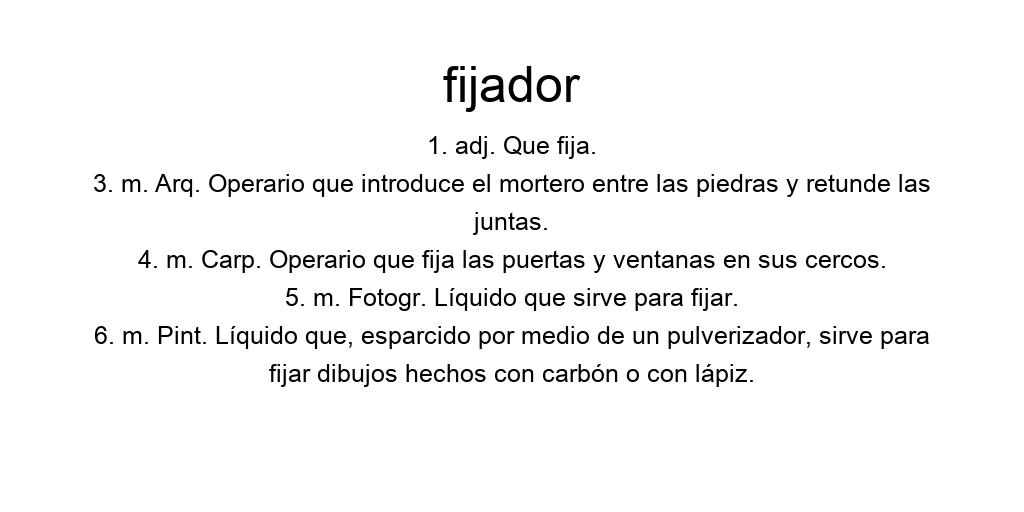 fijador
1. adj. Que fija.
3. m. Arq. Operario que introduce el mortero entre las piedras y retunde las
juntas.
4. m. Carp. Operario que fija las puertas y ventanas en sus cercos.
5. m. Fotogr. Líquido que sirve para fijar.
6. m. Pint. Líquido que, esparcido por medio de un pulverizador, sirve para
fijar dibujos hechos con carbón o con lápiz.